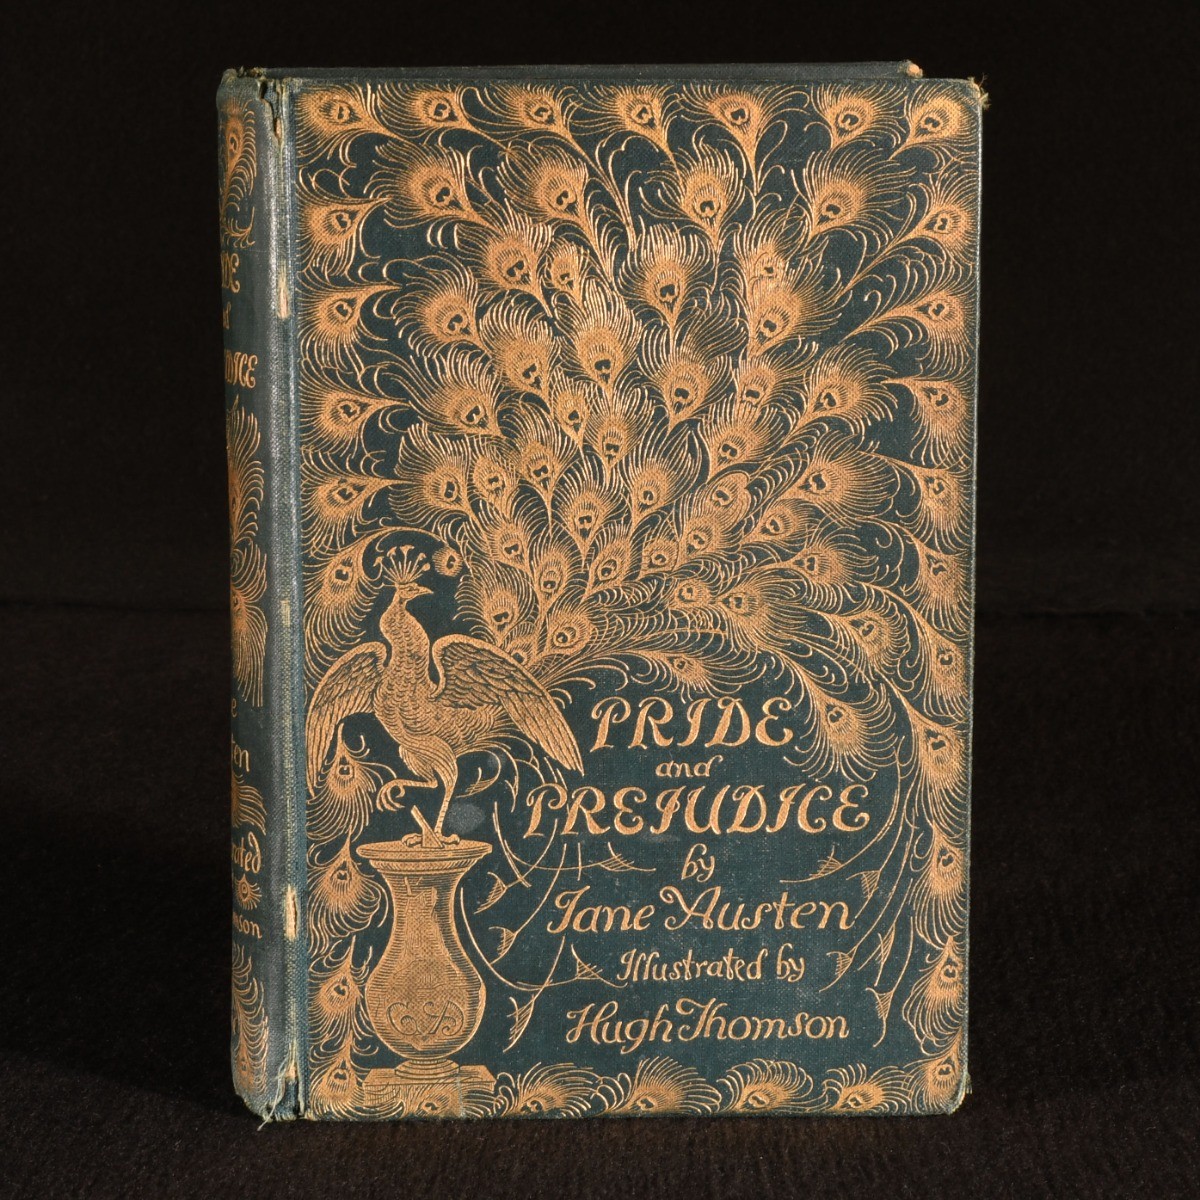 PRIDE
and
PREJUDICE
by
Jane Austen
Illustrated by
Hugh Thomson